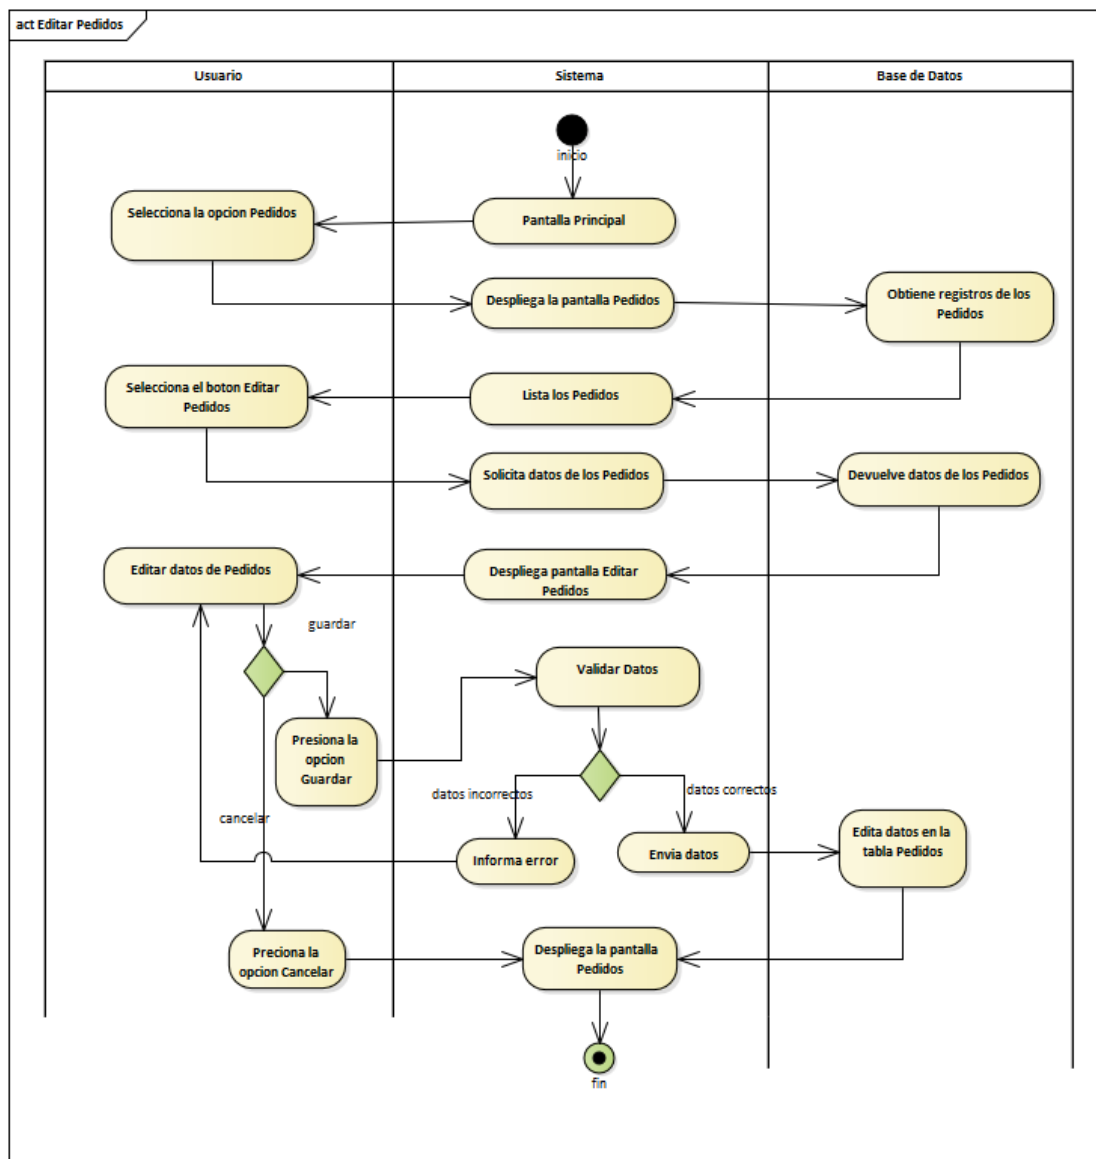 act Editar Pedidos
Usuario
Sistema
Base de Datos
inicio
Selecciona la opcion Pedidos
Pantalla Principal
Despliega la pantalla Pedidos
Obtiene registros de los
Pedidos
Selecciona el boton Editar
Pedidos
Lista los Pedidos
Solicita datos de los Pedidos
Devuelve datos de los Pedidos
Editar datos de Pedidos
Despliega pantalla Editar
Pedidos
guardar
Validar Datos
Presiona la
opcion
Guardar
datos incorrectos
datos correctos
cancelar
Informa error
Envia datos
Edita datos en la
tabla Pedidos
Preciona la
opcion Cancelar
Despliega la pantalla
Pedidos
fin